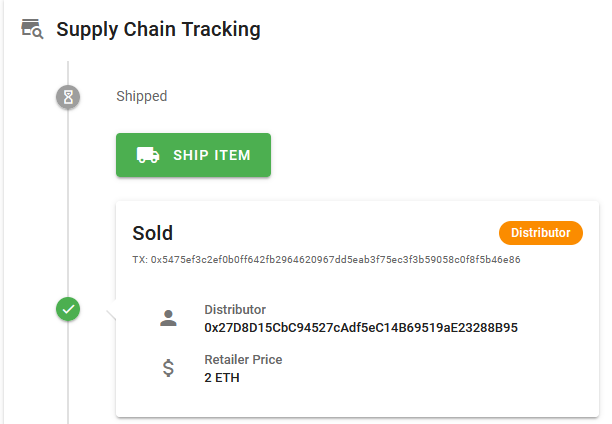 Supply Chain Tracking
Shipped
SHIP ITEM
Sold
Distributor
TX: 0x5475ef3c2ef0b0ff642fb2964620967dd5eab3f75ec3f3b59058c0f8f5b46e86
Distributor
0x27D8D15CbC94527cAdf5eC14B69519aE23288B95
Retailer Price
2 ETH